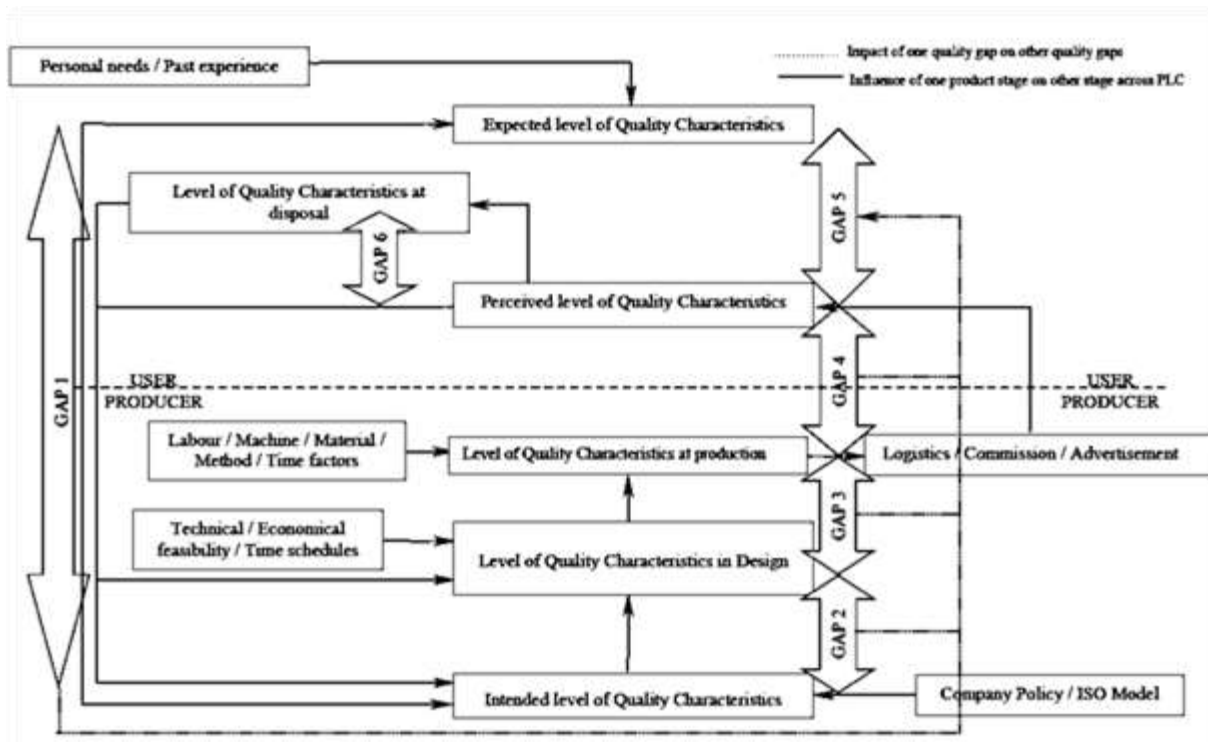 Personal needs / Past experience
Impact of one quality gap on other quality gaps
Influence of one product stage on other stage across PLC
Expected level of Quality Characteristics
Level of Quality Characteristics at
disposal
GAP 5
GAP 6
Perceived level of Quality Characteristics
GAP 1
GAP 4
USER
PRODUCER
USER
PRODUCER
Labour / Machine / Material /
Method / Time factors
Level of Quality Characteristics at production
Logistics / Commission / Advertisement
GAP 3
Technical / Economical
feasibility / Time schedules
Level of Quality Characteristics in Design
GAP 2
Intended level of Quality Characteristics
Company Policy / ISO Model